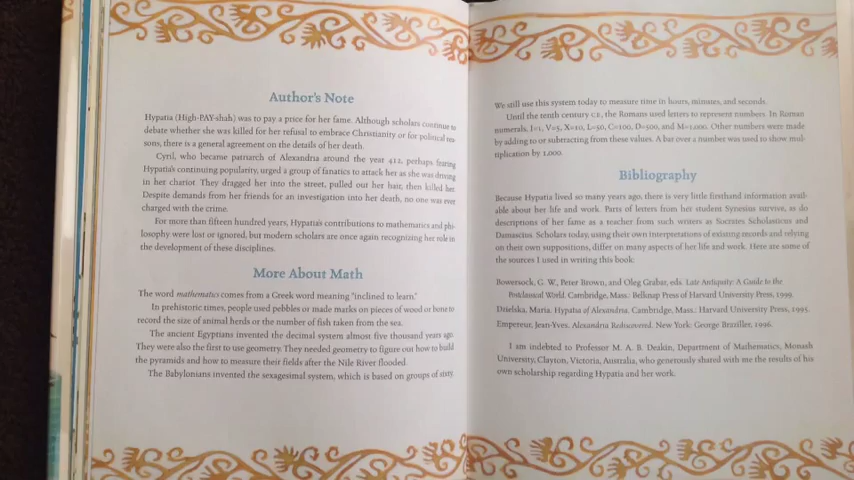 Author's Note
Hypatia (High-PAY-shah) was to pay a price for her fame. Although scholars continue to
debate whether she was killed for her refusal to embrace Christianity or for political rea-
sons, there is a general agreement on the details of her death.
Cyril, who became patriarch of Alexandria around the year 412, perhaps fearing
Hypatia's continuing popularity, urged a group of fanatics to attack her as she was driving
in her chariot. They dragged her into the street, pulled out her hair, then killed her.
Despite demands from her friends for an investigation into her death, no one was ever
charged with the crime.
For more than fifteen hundred years, Hypatia's contributions to mathematics and phi-
losophy were lost or ignored, but modern scholars are once again recognizing her role in
the development of these disciplines.
More About Math
The word mathematics comes from a Greek word meaning "inclined to learn."
In prehistoric times, people used pebbles or made marks on pieces of wood or bone to
record the size of animal herds or the number of fish taken from the sea.
The ancient Egyptians invented the decimal system almost five thousand years ago.
They were also the first to use geometry. They needed geometry to figure out how to build
the pyramids and how to measure their fields after the Nile River flooded.
The Babylonians invented the sexagesimal system, which is based on groups of sixty.
We still use this system today to measure time in hours, minutes, and seconds.
Until the tenth century C.E., the Romans used letters to represent numbers. In Roman
numerals, I=1, V=5, X=10, L=50, C=100, D=500, and M=1,000. Other numbers were made
by adding to or subtracting from these values. A bar over a number was used to show mul-
tiplication by 1,000.
Bibliography
Because Hypatia lived so many years ago, there is very little firsthand information avail-
able about her life and work. Parts of letters from her student Synesius survive, as do
descriptions of her fame as a teacher from such writers as Socrates Scholasticus and
Damascius. Scholars today, using their own interpretations of existing records and relying
on their own suppositions, differ on many aspects of her life and work. Here are some of
the sources I used in writing this book:
Bowersock, G. W., Peter Brown, and Oleg Grabar, eds. Late Antiquity: A Guide to the
Postclassical World. Cambridge, Mass.: Belknap Press of Harvard University Press, 1999.
Dzielska, Maria. Hypatia of Alexandria. Cambridge, Mass.: Harvard University Press, 1995.
Empereur, Jean-Yves. Alexandria Rediscovered. New York: George Braziller, 1996.
I am indebted to Professor M. A. B. Deakin, Department of Mathematics, Monash
University, Clayton, Victoria, Australia, who generously shared with me the results of his
own scholarship regarding Hypatia and her work.